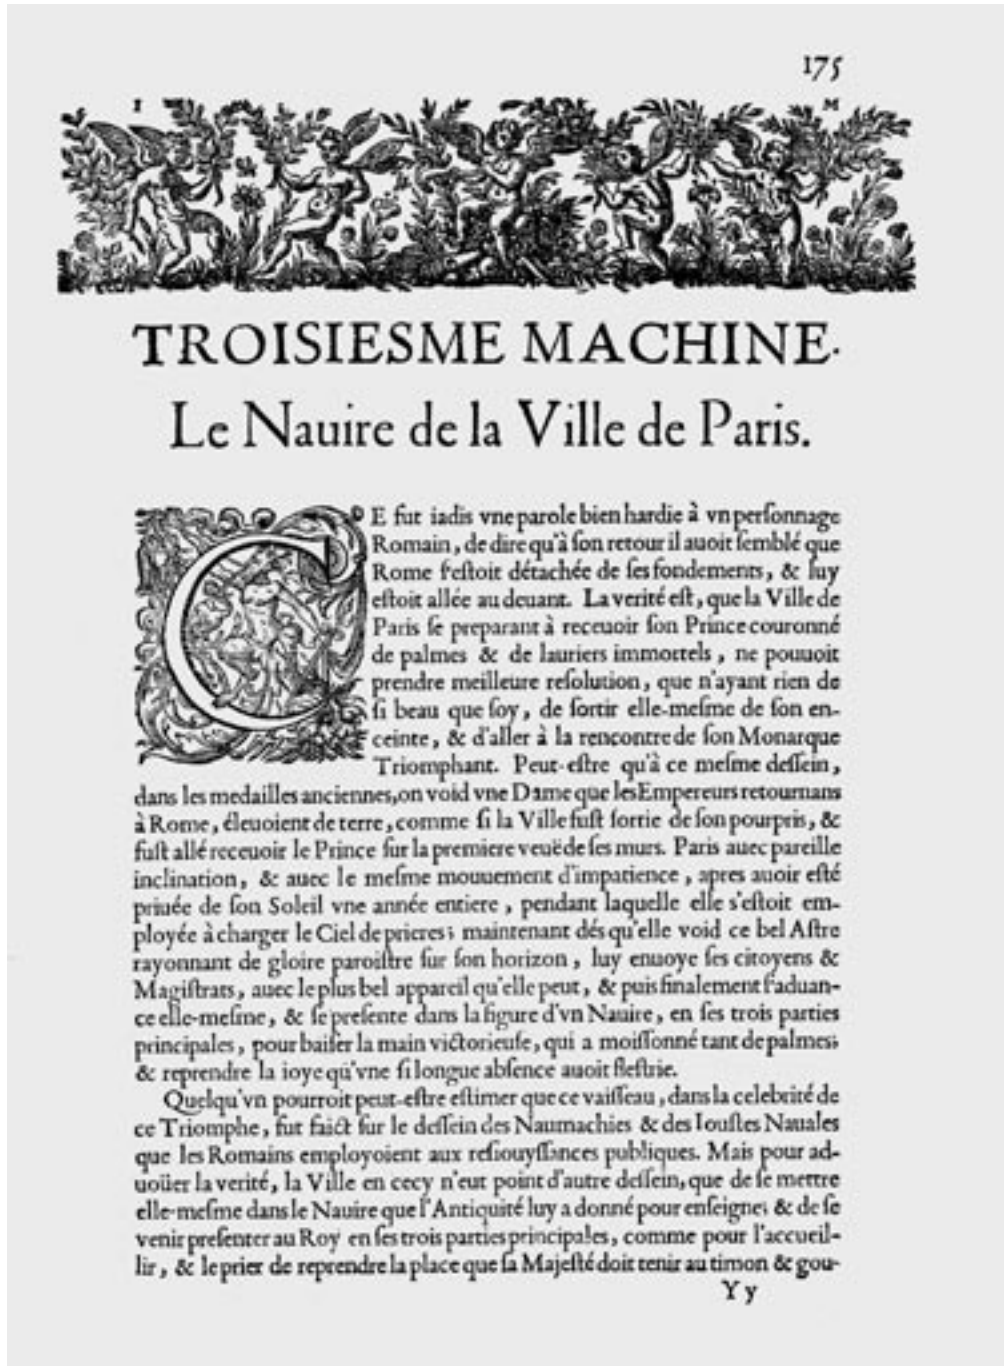 175
I M
TROISIESME MACHINE.
Le Nauire de la Ville de Paris.
CE fut iadis vne parole bien hardie à vn perſonnage
Romain, de dire qu'à ſon retour il auoit ſemblé que
Rome ſ'eſtoit détachée de ſes fondements, & luy
eſtoit allée au deuant. La verité eſt, que la Ville de
Paris ſe preparant à receuoir ſon Prince couronné
de palmes & de lauriers immortels, ne pouuoit
prendre meilleure reſolution, que n'ayant rien de
ſi beau que ſoy, de ſortir elle-meſme de ſon en-
ceinte, & d'aller à la rencontre de ſon Monarque
Triomphant. Peut-eſtre qu'à ce meſme deſſein,
dans les medailles anciennes, on void vne Dame que les Empereurs retournans
à Rome, éleuoient de terre, comme ſi la Ville fuſt ſortie de ſon pourpris, &
fuſt allé receuoir le Prince ſur la premiere veuë de ſes murs. Paris auec pareille
inclination, & auec le meſme mouuement d'impatience, apres auoir eſté
priuée de ſon Soleil vne année entiere, pendant laquelle elle s'eſtoit em-
ployée à charger le Ciel de prieres; maintenant dés qu'elle void ce bel Aſtre
rayonnant de gloire paroiſtre ſur ſon horizon, luy enuoye ſes citoyens &
Magiſtrats, auec le plus bel appareil qu'elle peut, & puis finalement ſ'aduan-
ce elle-meſme, & ſe preſente dans la figure d'vn Nauire, en ſes trois parties
principales, pour baiſer la main victorieuſe, qui a moiſſonné tant de palmes;
& reprendre la ioye qu'vne ſi longue abſence auoit fleſtrie.
Quelqu'vn pourroit peut-eſtre eſtimer que ce vaiſſeau, dans la celebrité de
ce Triomphe, fut faict ſur le deſſein des Naumachies & des Iouſtes Nauales
que les Romains employoient aux reſiouyſſances publiques. Mais pour ad-
uoüer la verité, la Ville en cecy n'eut point d'autre deſſein, que de ſe mettre
elle-meſme dans le Nauire que l'Antiquité luy a donné pour enſeigne; & de ſe
venir preſenter au Roy en ſes trois parties principales, comme pour l'accueil-
lir, & le prier de reprendre la place que ſa Majeſté doit tenir au timon & gou-
Yy